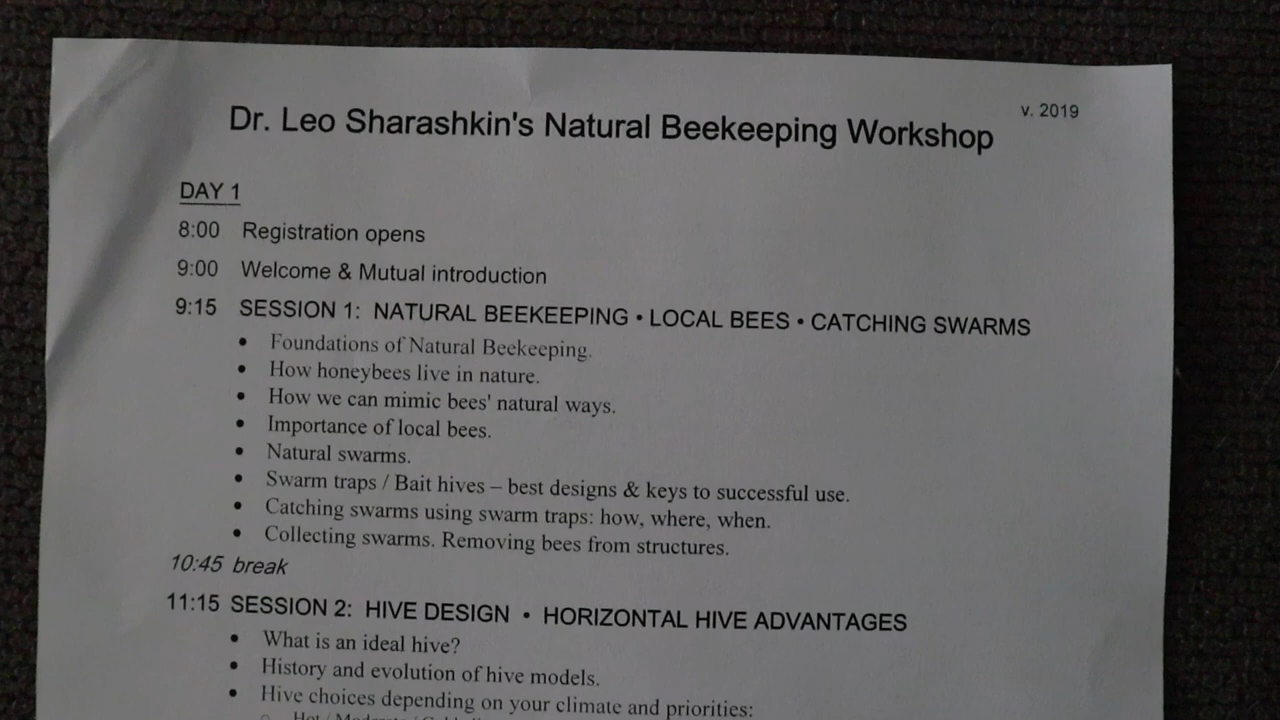 v. 2019
Dr. Leo Sharashkin's Natural Beekeeping Workshop
DAY 1
8:00 Registration opens
9:00 Welcome & Mutual introduction
9:15 SESSION 1: NATURAL BEEKEEPING • LOCAL BEES • CATCHING SWARMS
• Foundations of Natural Beekeeping.
• How honeybees live in nature.
• How we can mimic bees' natural ways.
• Importance of local bees.
• Natural swarms.
• Swarm traps / Bait hives – best designs & keys to successful use.
• Catching swarms using swarm traps: how, where, when.
• Collecting swarms. Removing bees from structures.
10:45 break
11:15 SESSION 2: HIVE DESIGN • HORIZONTAL HIVE ADVANTAGES
• What is an ideal hive?
• History and evolution of hive models.
• Hive choices depending on your climate and priorities:
○ Hot / Moderate /